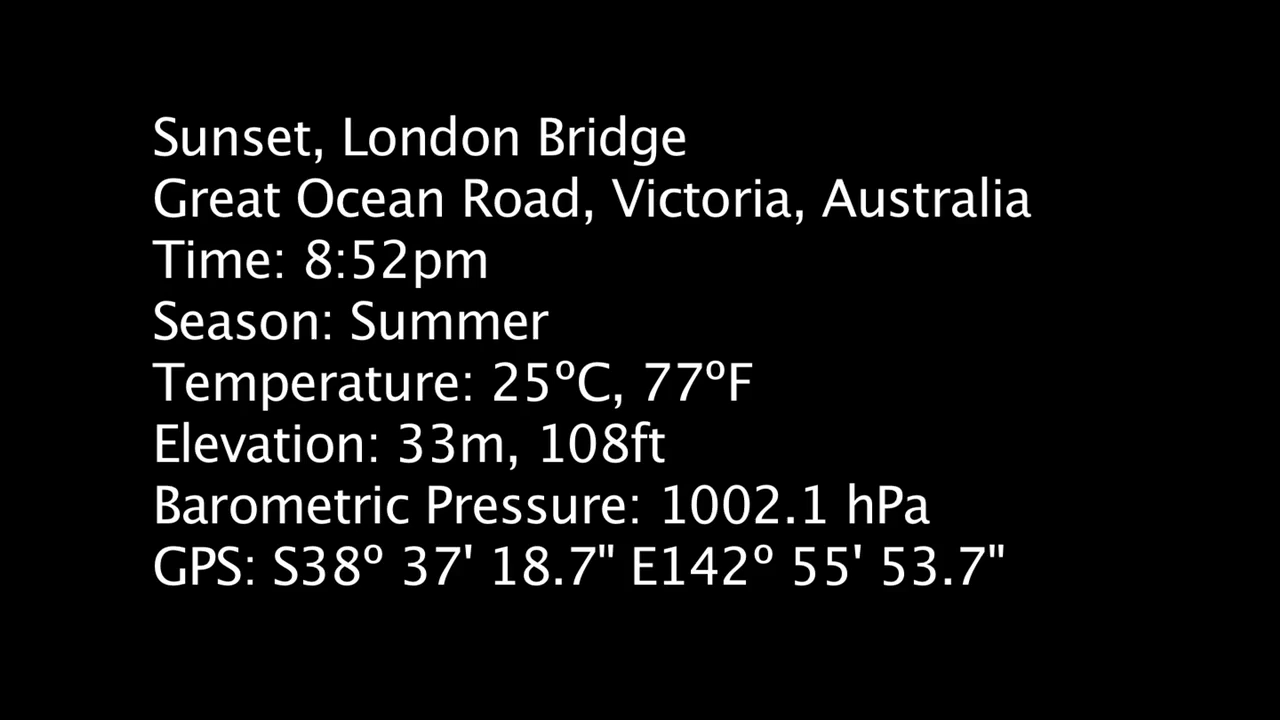 Sunset, London Bridge
Great Ocean Road, Victoria, Australia
Time: 8:52pm
Season: Summer
Temperature: 25ºC, 77ºF
Elevation: 33m, 108ft
Barometric Pressure: 1002.1 hPa
GPS: S38º 37' 18.7" E142º 55' 53.7"